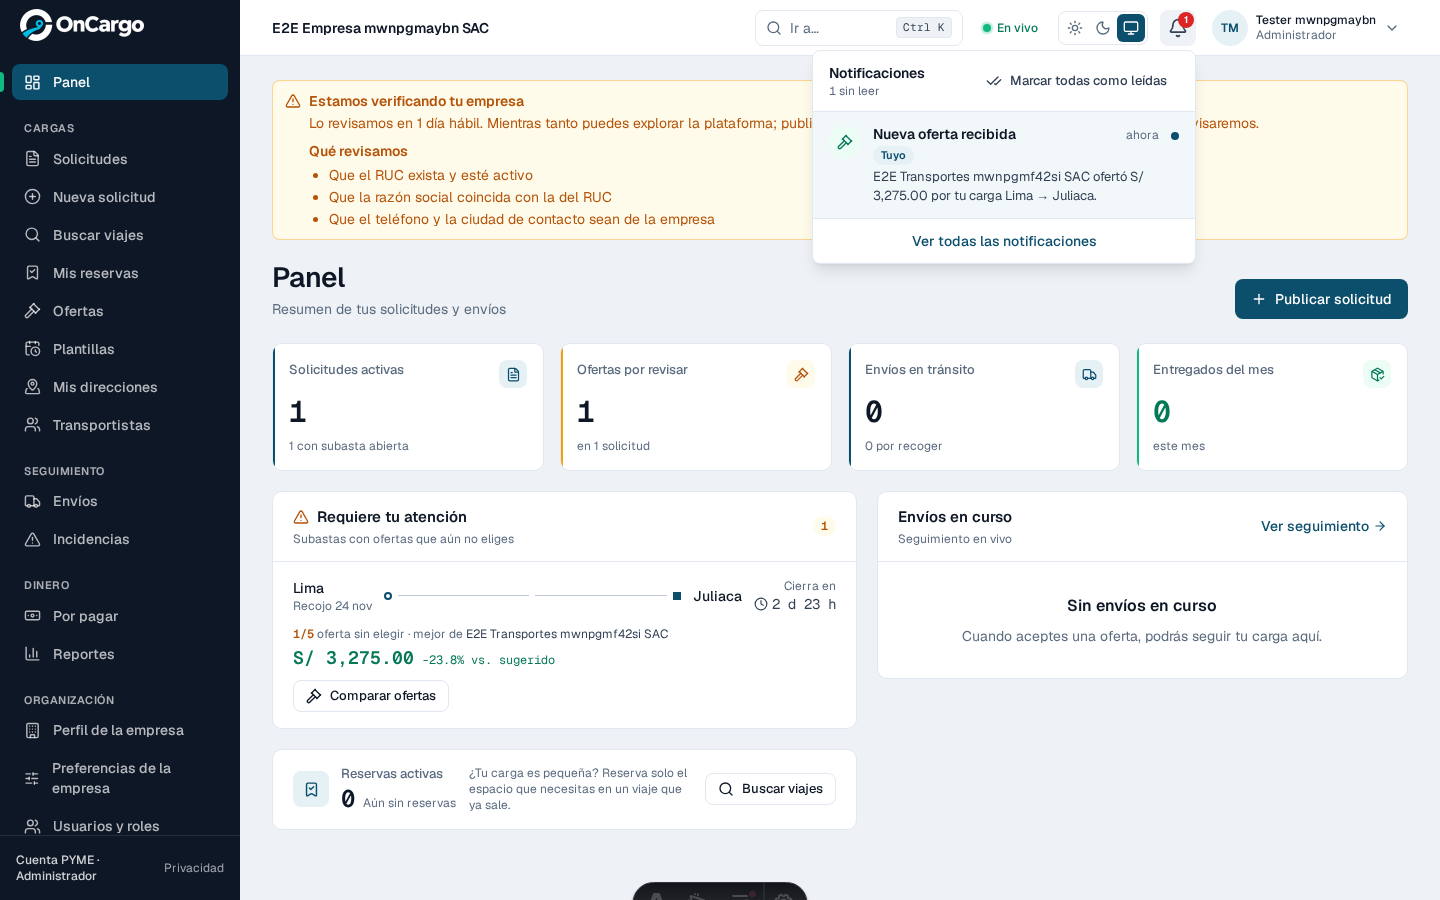 OnCargo
E2E Empresa mwnpgmaybn SAC
Ir a...
Ctrl K
En vivo
1
TM
Tester mwnpgmaybn
Administrador
Panel
CARGAS
Solicitudes
Nueva solicitud
Buscar viajes
Mis reservas
Ofertas
Plantillas
Mis direcciones
Transportistas
SEGUIMIENTO
Envíos
Incidencias
DINERO
Por pagar
Reportes
ORGANIZACIÓN
Perfil de la empresa
Preferencias de la
empresa
Usuarios y roles
Cuenta PYME ·
Administrador
Privacidad
Estamos verificando tu empresa
Lo revisamos en 1 día hábil. Mientras tanto puedes explorar la plataforma; publi
visaremos.
Qué revisamos
Que el RUC exista y esté activo
Que la razón social coincida con la del RUC
Que el teléfono y la ciudad de contacto sean de la empresa
Notificaciones
1 sin leer
Marcar todas como leídas
Nueva oferta recibida
ahora
Tuyo
E2E Transportes mwnpgmf42si SAC ofertó S/
3,275.00 por tu carga Lima → Juliaca.
Ver todas las notificaciones
Panel
Resumen de tus solicitudes y envíos
+ Publicar solicitud
Solicitudes activas
1
1 con subasta abierta
Ofertas por revisar
1
en 1 solicitud
Envíos en tránsito
0
0 por recoger
Entregados del mes
0
este mes
Requiere tu atención
Subastas con ofertas que aún no eliges
1
Lima
Recojo 24 nov
Juliaca
Cierra en
2 d 23 h
1/5 oferta sin elegir · mejor de E2E Transportes mwnpgmf42si SAC
S/ 3,275.00 -23.8% vs. sugerido
Comparar ofertas
Envíos en curso
Seguimiento en vivo
Ver seguimiento →
Sin envíos en curso
Cuando aceptes una oferta, podrás seguir tu carga aquí.
Reservas activas
0 Aún sin reservas
¿Tu carga es pequeña? Reserva solo el
espacio que necesitas en un viaje que
ya sale.
Buscar viajes